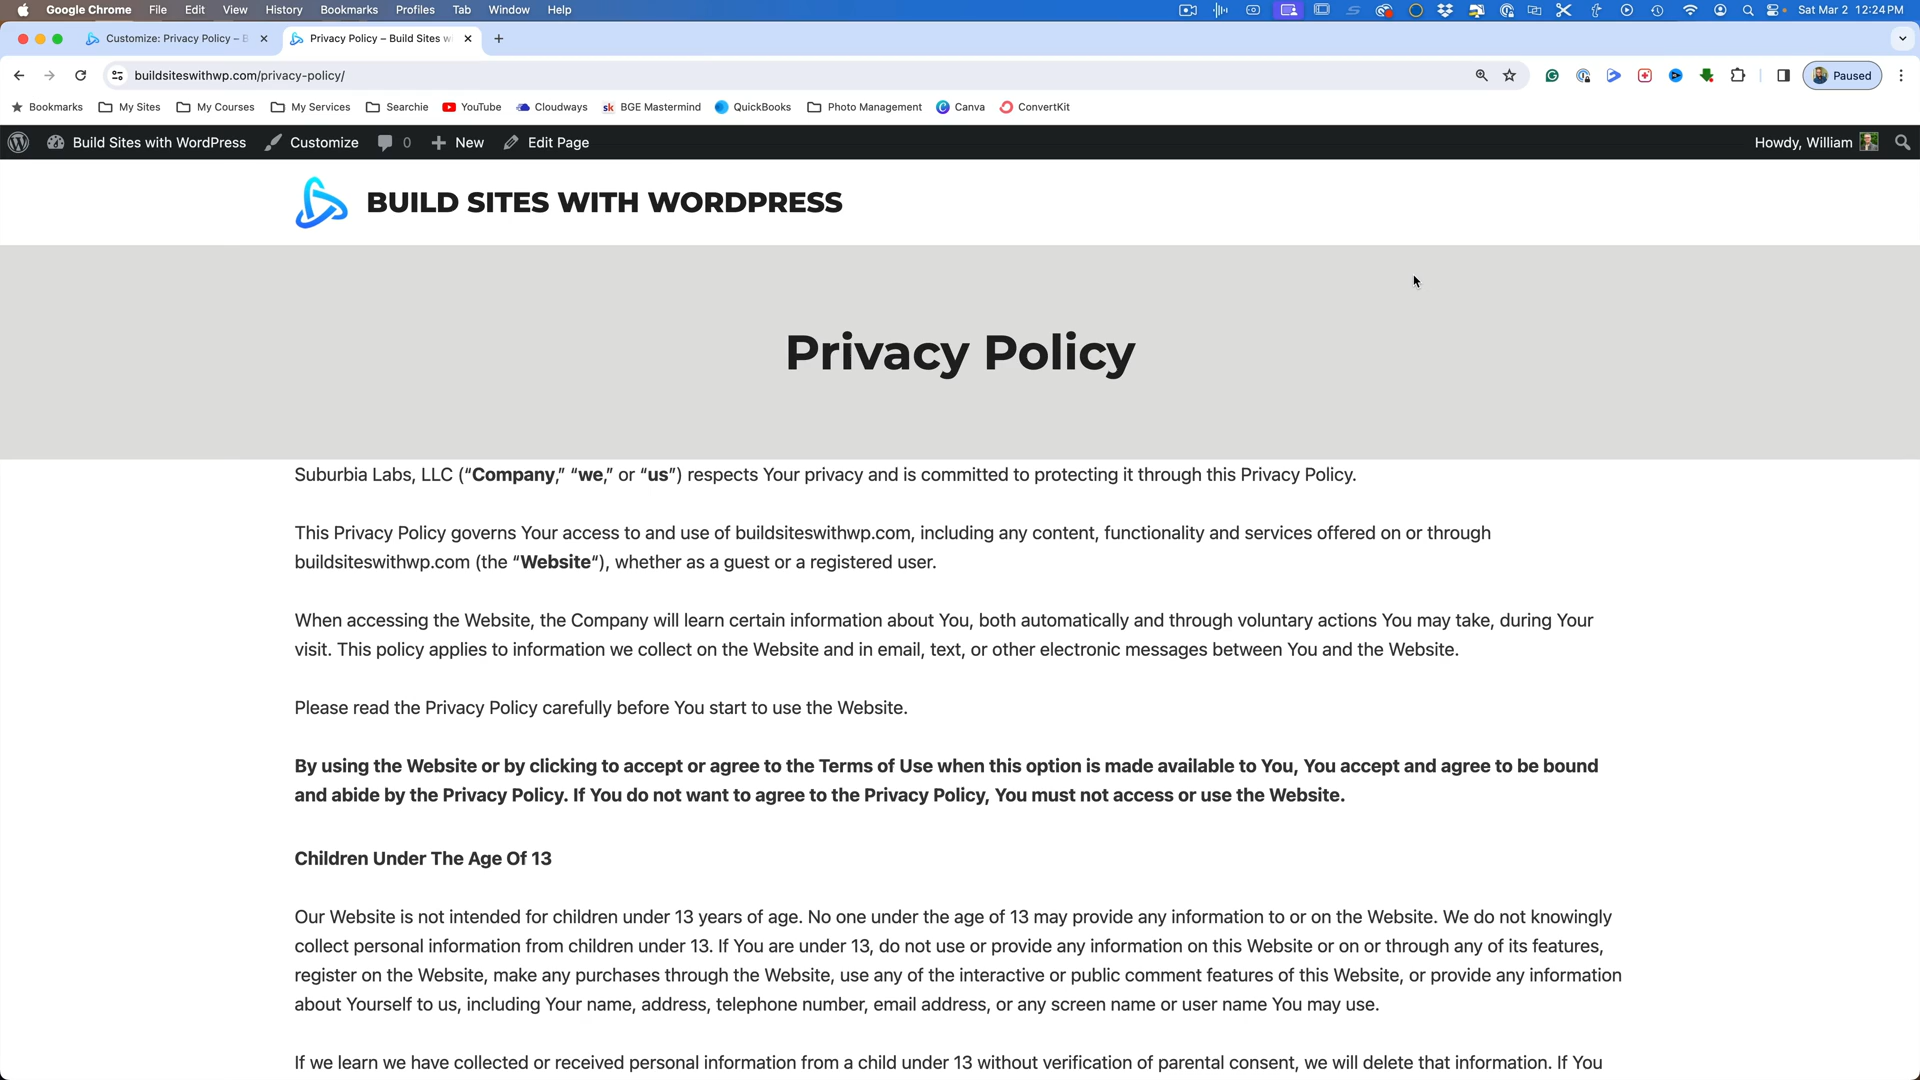 Google Chrome File Edit View History Bookmarks Profiles Tab Window Help Sat Mar 2 12:24 PM
Customize: Privacy Policy – B Privacy Policy – Build Sites w
buildsiteswithwp.com/privacy-policy/ Paused
Bookmarks My Sites My Courses My Services Searchie YouTube Cloudways sk BGE Mastermind QuickBooks Photo Management Canva ConvertKit
Build Sites with WordPress Customize 0 New Edit Page Howdy, William
BUILD SITES WITH WORDPRESS
Privacy Policy
Suburbia Labs, LLC (“Company,” “we,” or “us”) respects Your privacy and is committed to protecting it through this Privacy Policy.
This Privacy Policy governs Your access to and use of buildsiteswithwp.com, including any content, functionality and services offered on or through
buildsiteswithwp.com (the “Website“), whether as a guest or a registered user.
When accessing the Website, the Company will learn certain information about You, both automatically and through voluntary actions You may take, during Your
visit. This policy applies to information we collect on the Website and in email, text, or other electronic messages between You and the Website.
Please read the Privacy Policy carefully before You start to use the Website.
By using the Website or by clicking to accept or agree to the Terms of Use when this option is made available to You, You accept and agree to be bound
and abide by the Privacy Policy. If You do not want to agree to the Privacy Policy, You must not access or use the Website.
Children Under The Age Of 13
Our Website is not intended for children under 13 years of age. No one under the age of 13 may provide any information to or on the Website. We do not knowingly
collect personal information from children under 13. If You are under 13, do not use or provide any information on this Website or on or through any of its features,
register on the Website, make any purchases through the Website, use any of the interactive or public comment features of this Website, or provide any information
about Yourself to us, including Your name, address, telephone number, email address, or any screen name or user name You may use.
If we learn we have collected or received personal information from a child under 13 without verification of parental consent, we will delete that information. If You